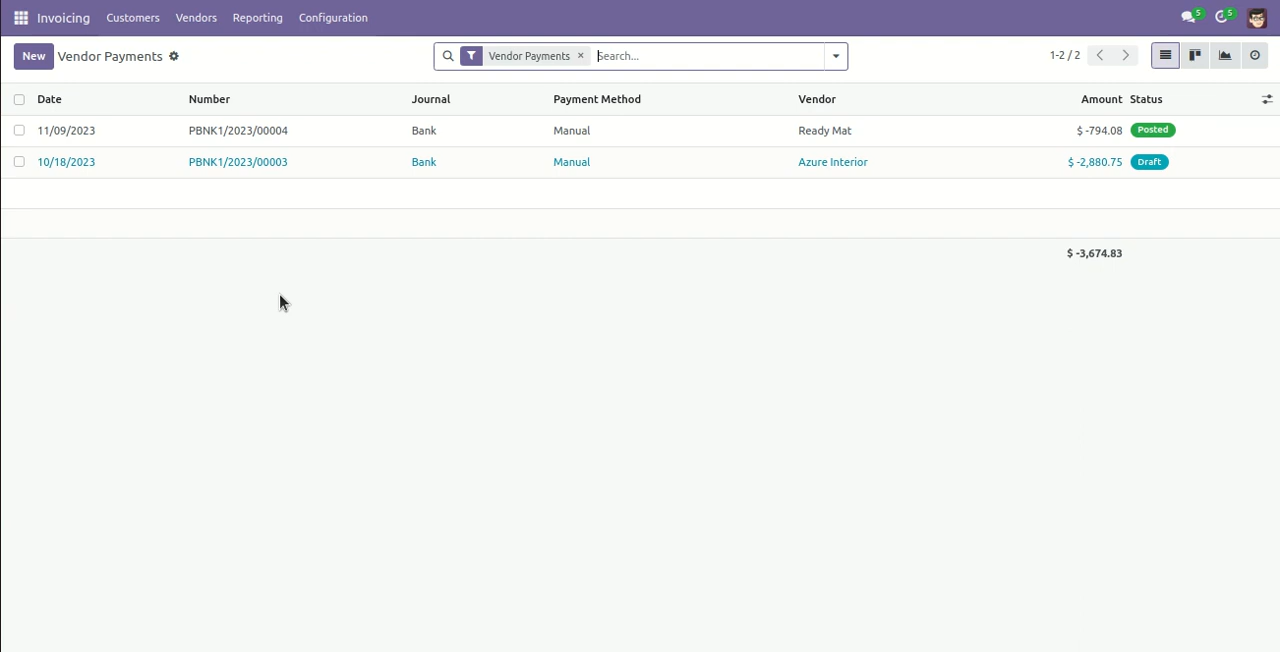 Invoicing Customers Vendors Reporting Configuration 5 5
New Vendor Payments Vendor Payments × Search... 1-2 / 2
Date Number Journal Payment Method Vendor Amount Status
11/09/2023 PBNK1/2023/00004 Bank Manual Ready Mat $ -794.08 Posted
10/18/2023 PBNK1/2023/00003 Bank Manual Azure Interior $ -2,880.75 Draft
$ -3,674.83